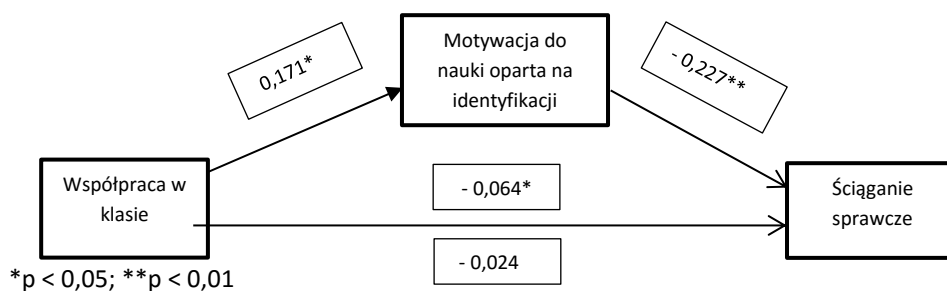 Motywacja do
nauki oparta na
identyfikacji
0,171*
- 0,227**
Współpraca w
klasie
- 0,064*
- 0,024
Ściąganie
sprawcze
*p < 0,05; **p < 0,01